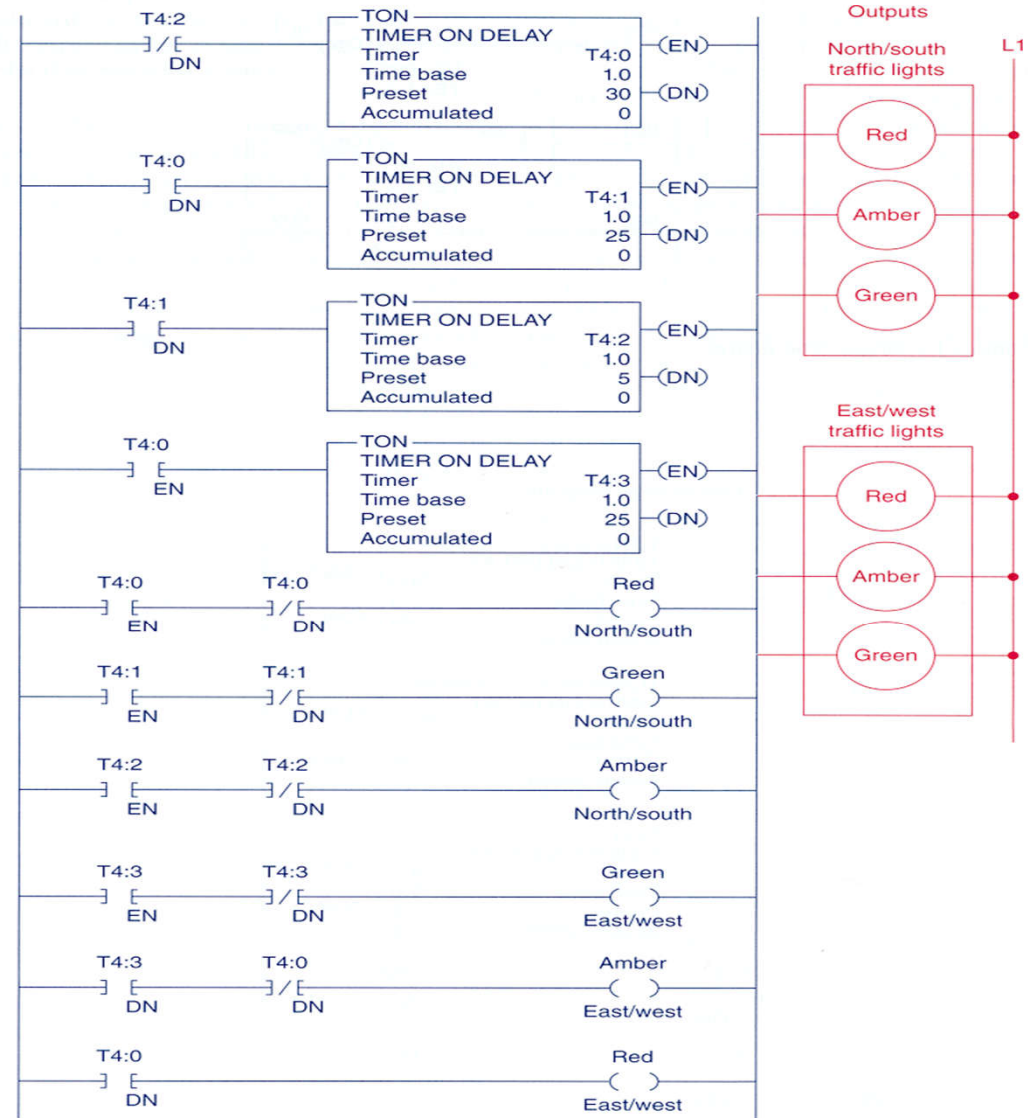 T4:2
DN
TON
TIMER ON DELAY
Timer T4:0
Time base 1.0
Preset 30
Accumulated 0
(EN)
(DN)
T4:0
DN
TON
TIMER ON DELAY
Timer T4:1
Time base 1.0
Preset 25
Accumulated 0
(EN)
(DN)
T4:1
DN
TON
TIMER ON DELAY
Timer T4:2
Time base 1.0
Preset 5
Accumulated 0
(EN)
(DN)
T4:0
EN
TON
TIMER ON DELAY
Timer T4:3
Time base 1.0
Preset 25
Accumulated 0
(EN)
(DN)
T4:0 T4:0 Red
EN DN North/south
T4:1 T4:1 Green
EN DN North/south
T4:2 T4:2 Amber
EN DN North/south
T4:3 T4:3 Green
EN DN East/west
T4:3 T4:0 Amber
DN DN East/west
T4:0 Red
DN East/west
Outputs
L1
North/south
traffic lights
Red
Amber
Green
East/west
traffic lights
Red
Amber
Green